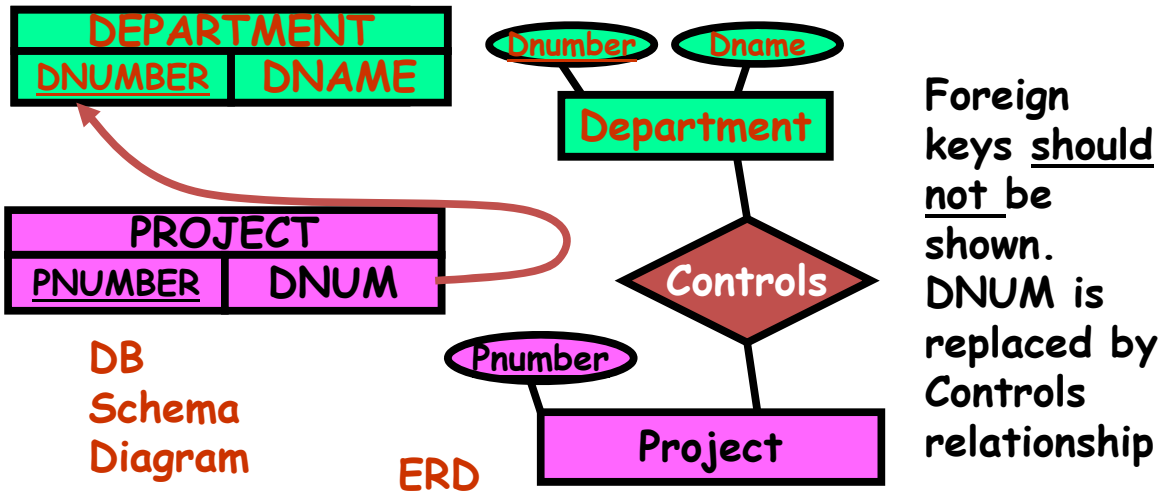 DEPARTMENT
DNUMBER DNAME
PROJECT
PNUMBER DNUM
DB
Schema
Diagram
Dnumber Dname
Department
Controls
Pnumber
Project
ERD
Foreign
keys should
not be
shown.
DNUM is
replaced by
Controls
relationship